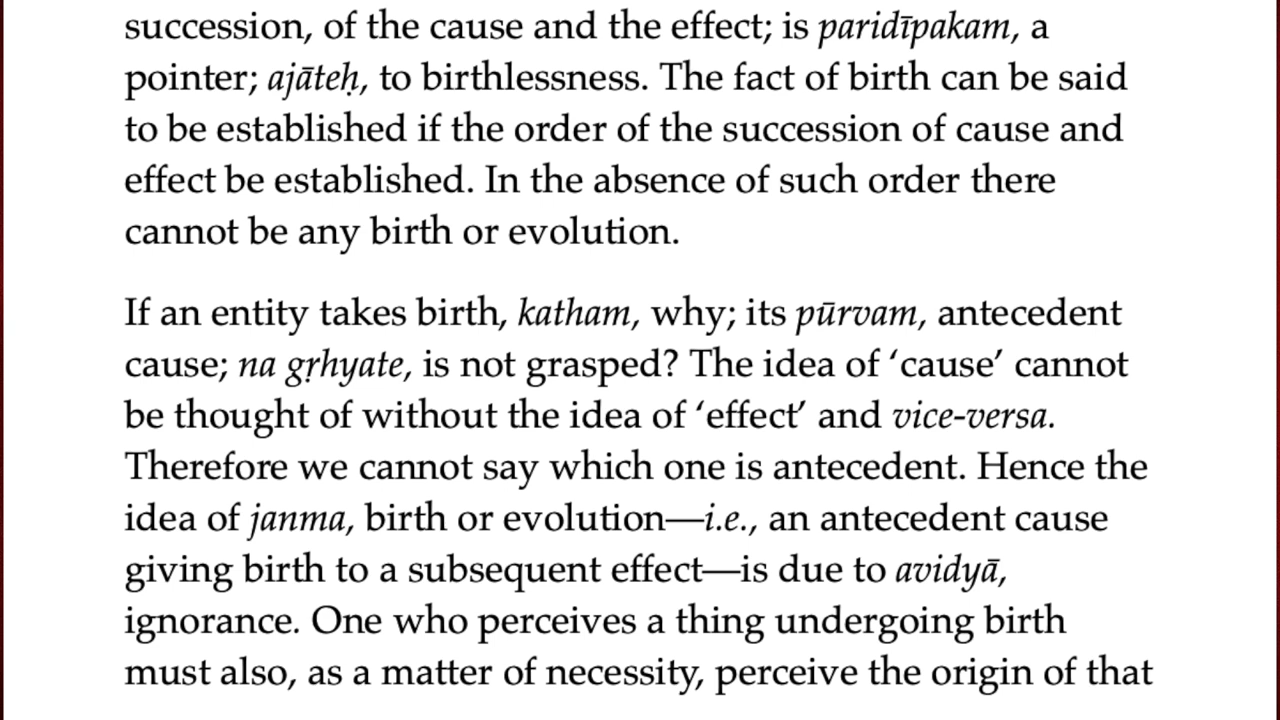 succession, of the cause and the effect; is paridīpakam, a
pointer; ajāteḥ, to birthlessness. The fact of birth can be said
to be established if the order of the succession of cause and
effect be established. In the absence of such order there
cannot be any birth or evolution.
If an entity takes birth, katham, why; its pūrvam, antecedent
cause; na gṛhyate, is not grasped? The idea of ‘cause’ cannot
be thought of without the idea of ‘effect’ and vice-versa.
Therefore we cannot say which one is antecedent. Hence the
idea of janma, birth or evolution—i.e., an antecedent cause
giving birth to a subsequent effect—is due to avidyā,
ignorance. One who perceives a thing undergoing birth
must also, as a matter of necessity, perceive the origin of that